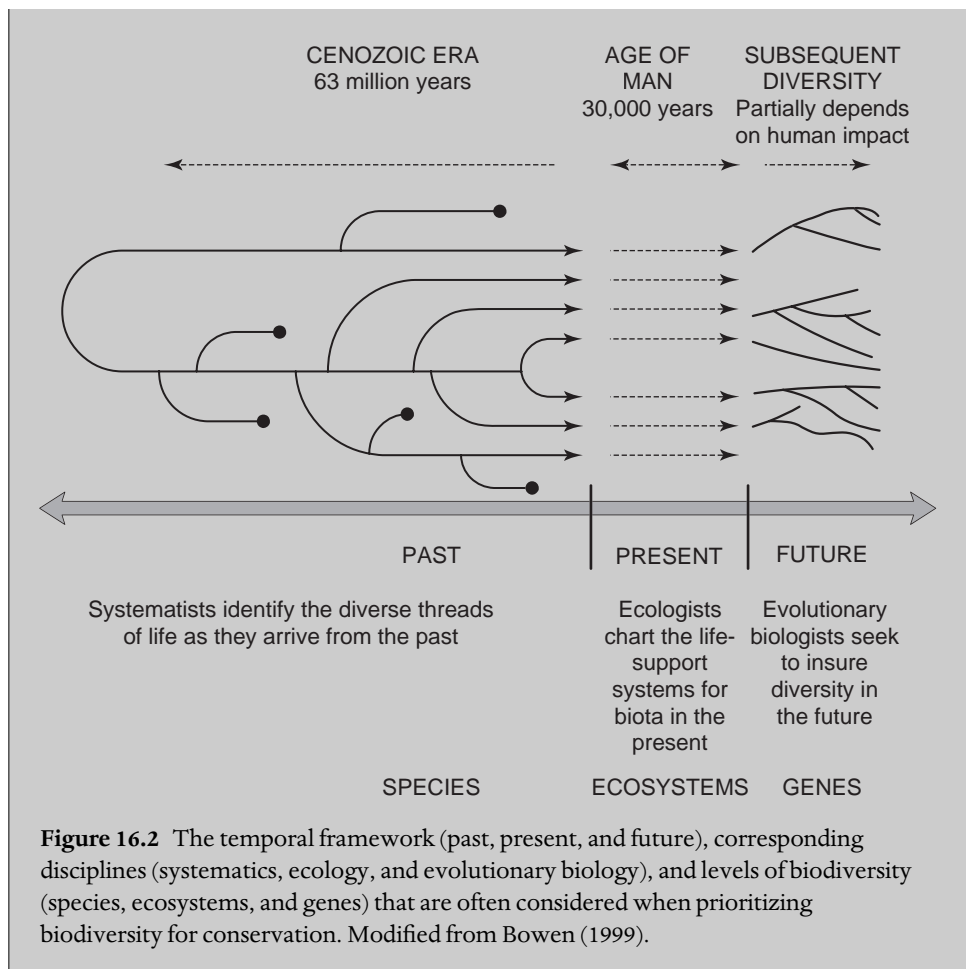 CENOZOIC ERA
63 million years
AGE OF
MAN
30,000 years
SUBSEQUENT
DIVERSITY
Partially depends
on human impact
PAST
PRESENT
FUTURE
Systematists identify the diverse threads
of life as they arrive from the past
Ecologists
chart the life-
support
systems for
biota in the
present
Evolutionary
biologists seek
to insure
diversity in
the future
SPECIES
ECOSYSTEMS
GENES
Figure 16.2 The temporal framework (past, present, and future), corresponding
disciplines (systematics, ecology, and evolutionary biology), and levels of biodiversity
(species, ecosystems, and genes) that are often considered when prioritizing
biodiversity for conservation. Modified from Bowen (1999).